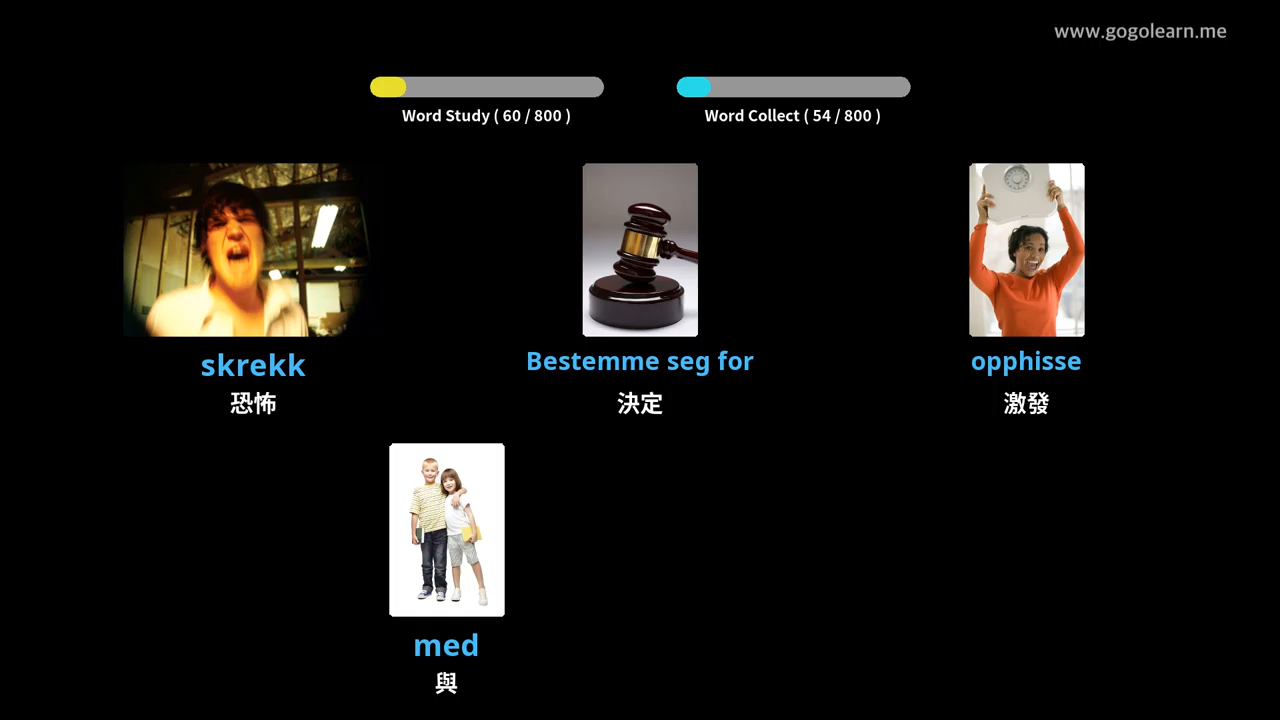 www.gogolearn.me
Word Study ( 60 / 800 )
Word Collect ( 54 / 800 )
skrekk
恐怖
Bestemme seg for
決定
opphisse
激發
med
與